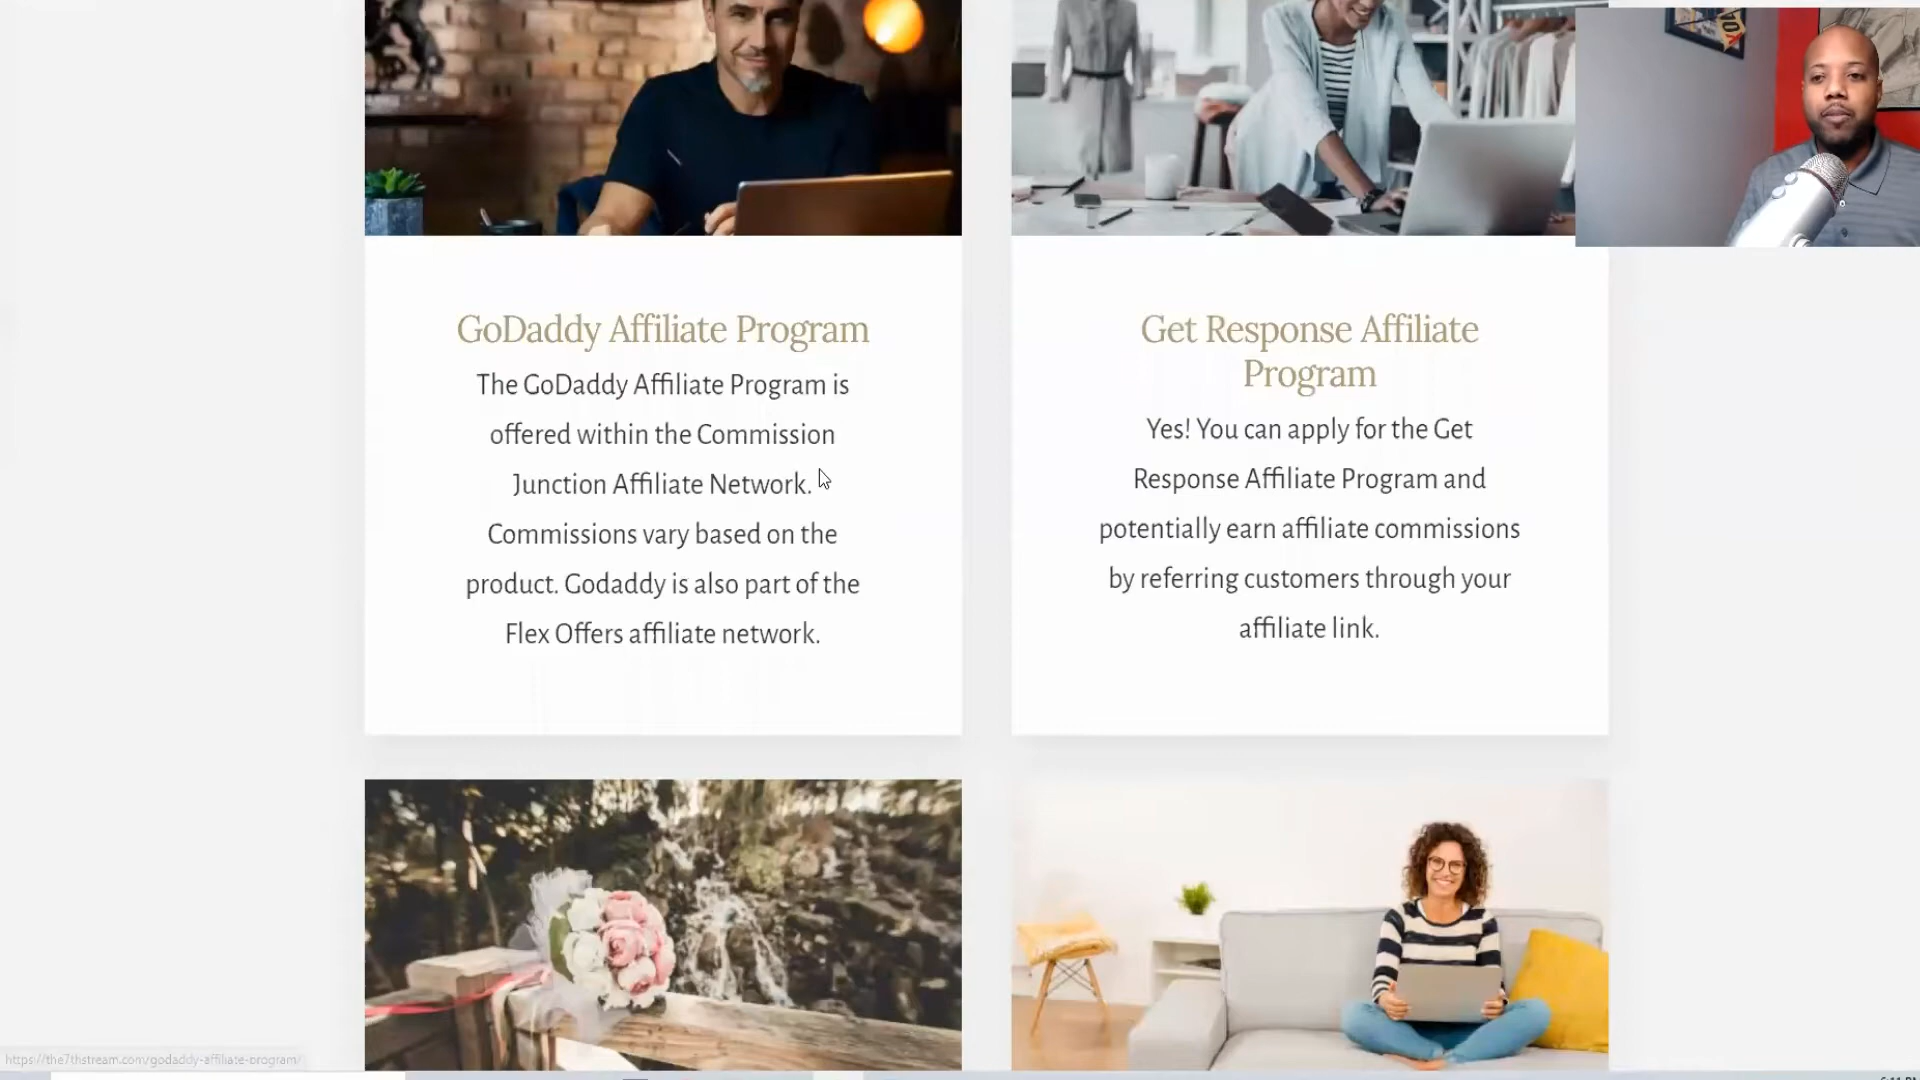 GoDaddy Affiliate Program
The GoDaddy Affiliate Program is
offered within the Commission
Junction Affiliate Network.
Commissions vary based on the
product. Godaddy is also part of the
Flex Offers affiliate network.
Get Response Affiliate
Program
Yes! You can apply for the Get
Response Affiliate Program and
potentially earn affiliate commissions
by referring customers through your
affiliate link.
https://the7thstream.com/godaddy-affiliate-program/